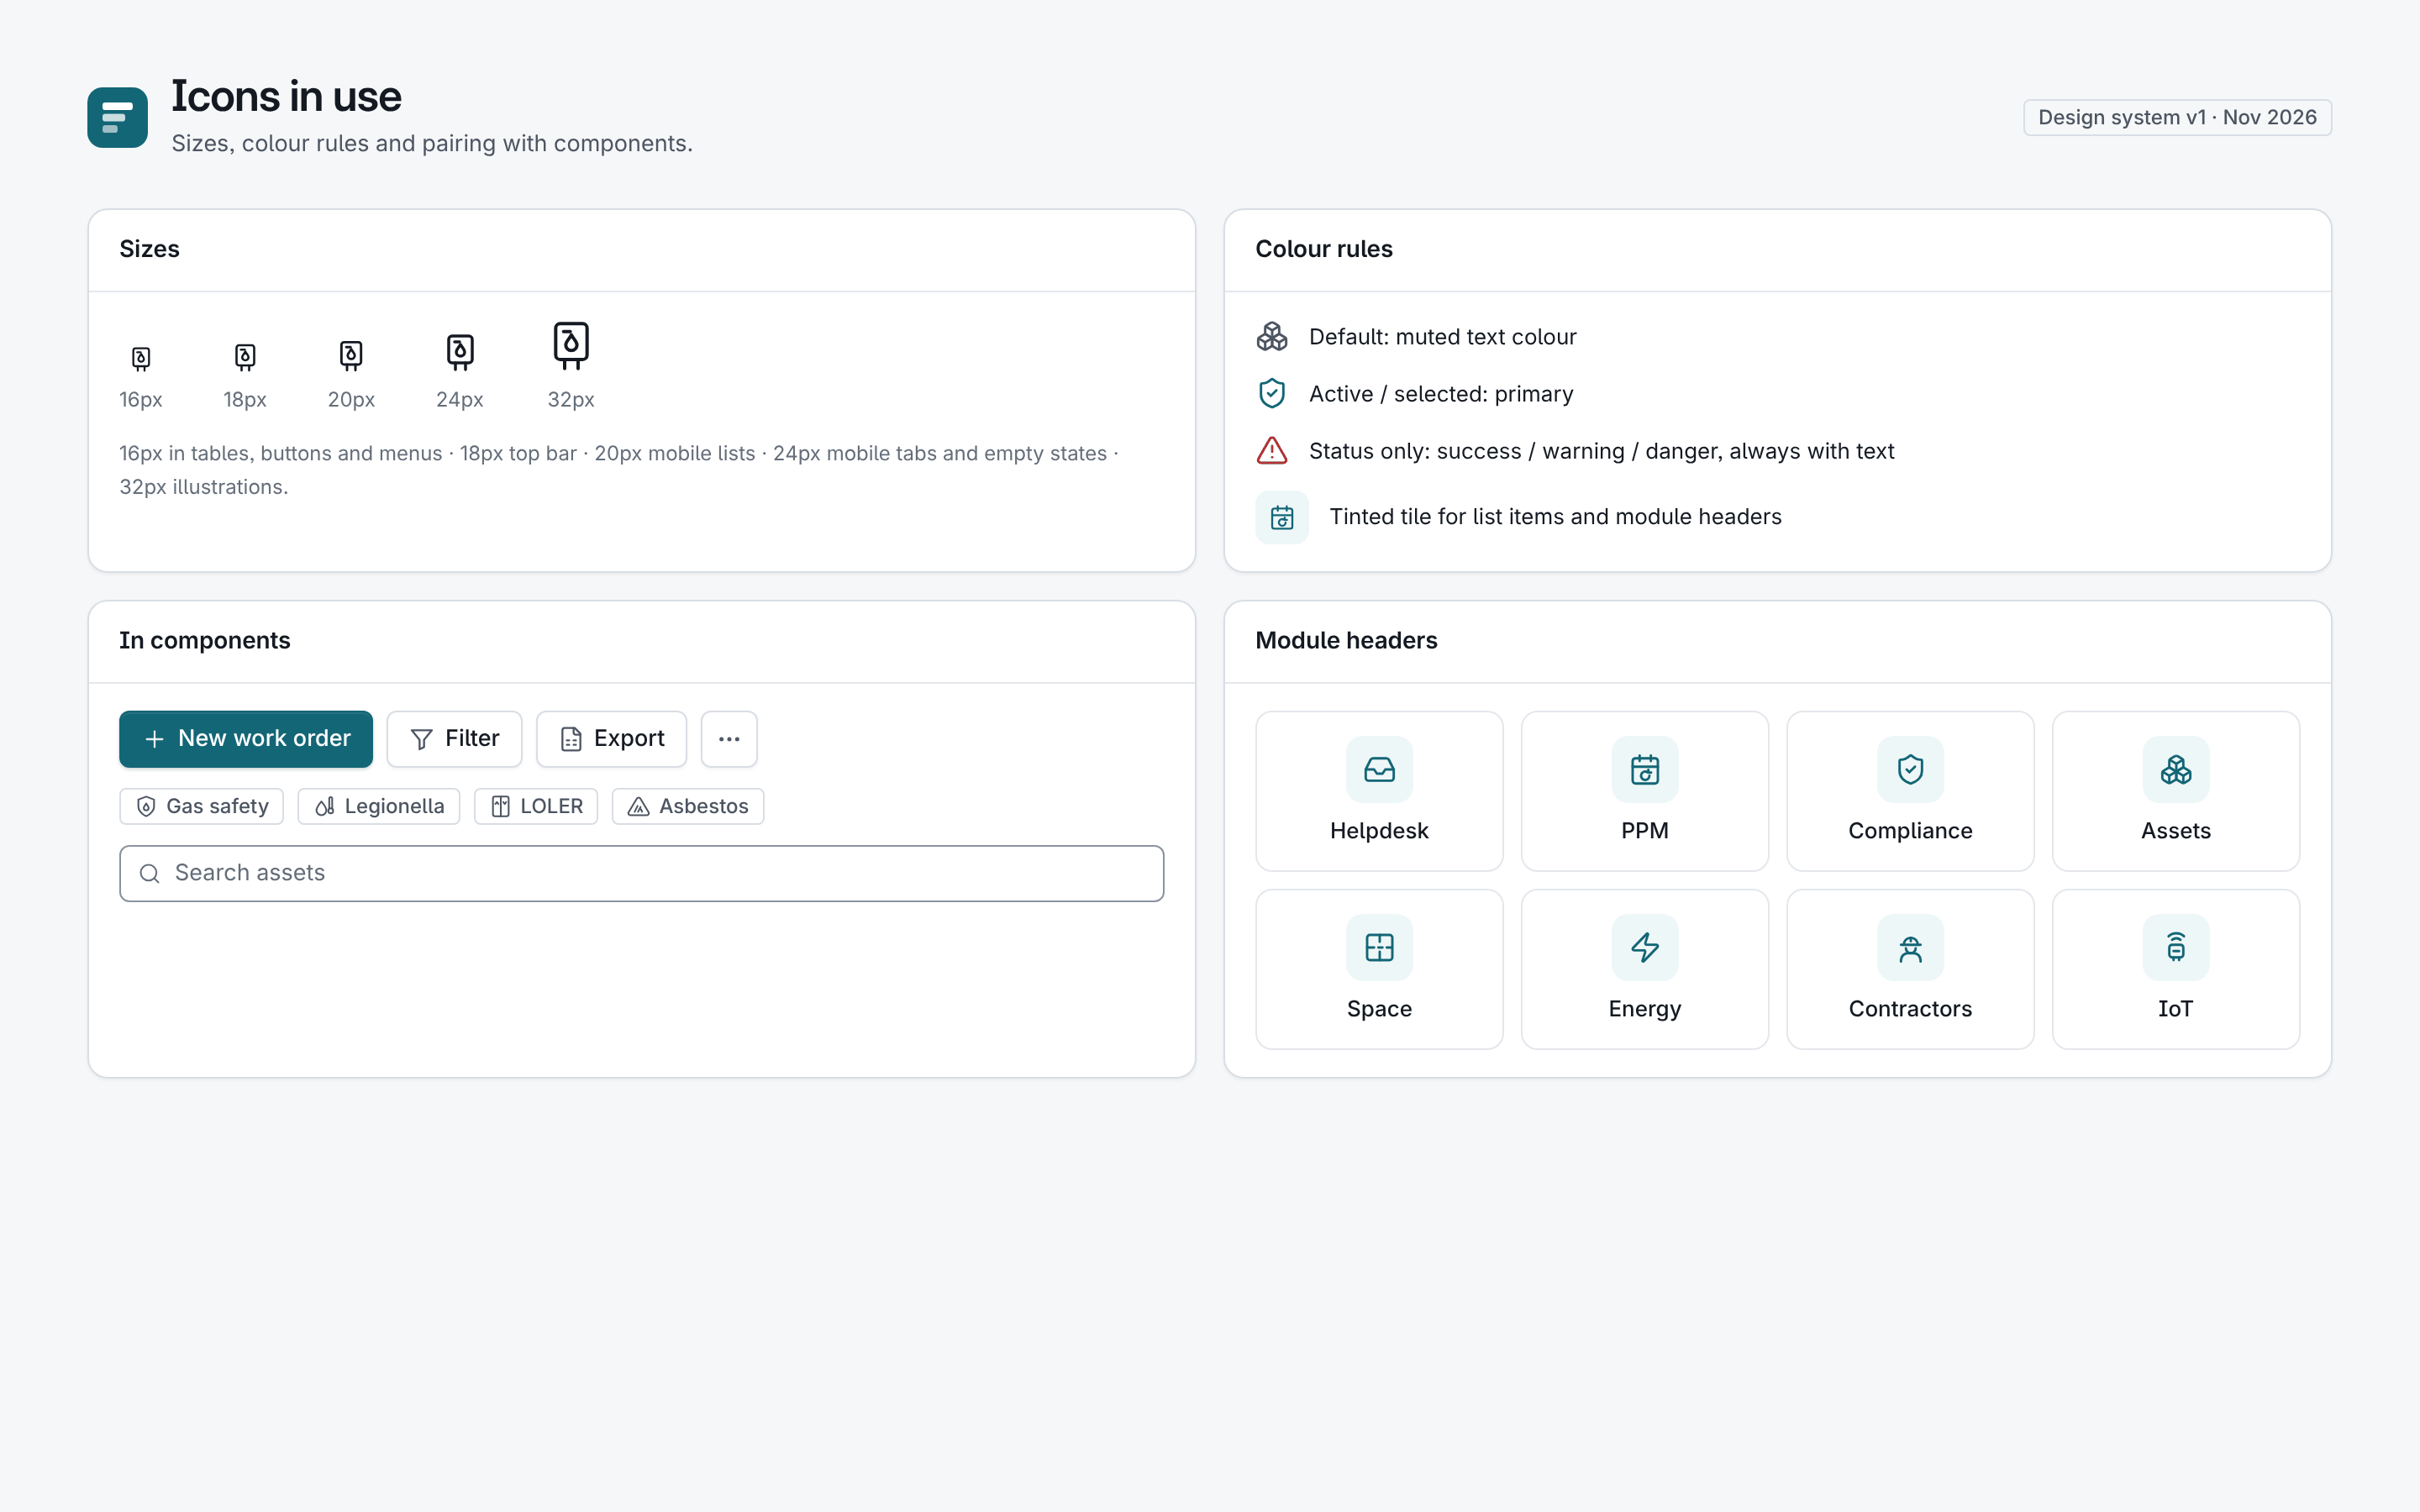 Icons in use
Sizes, colour rules and pairing with components.
Design system v1 · Nov 2026
Sizes
16px
18px
20px
24px
32px
16px in tables, buttons and menus · 18px top bar · 20px mobile lists · 24px mobile tabs and empty states ·
32px illustrations.
Colour rules
Default: muted text colour
Active / selected: primary
Status only: success / warning / danger, always with text
Tinted tile for list items and module headers
In components
New work order
Filter
Export
Gas safety
Legionella
LOLER
Asbestos
Search assets
Module headers
Helpdesk
PPM
Compliance
Assets
Space
Energy
Contractors
IoT